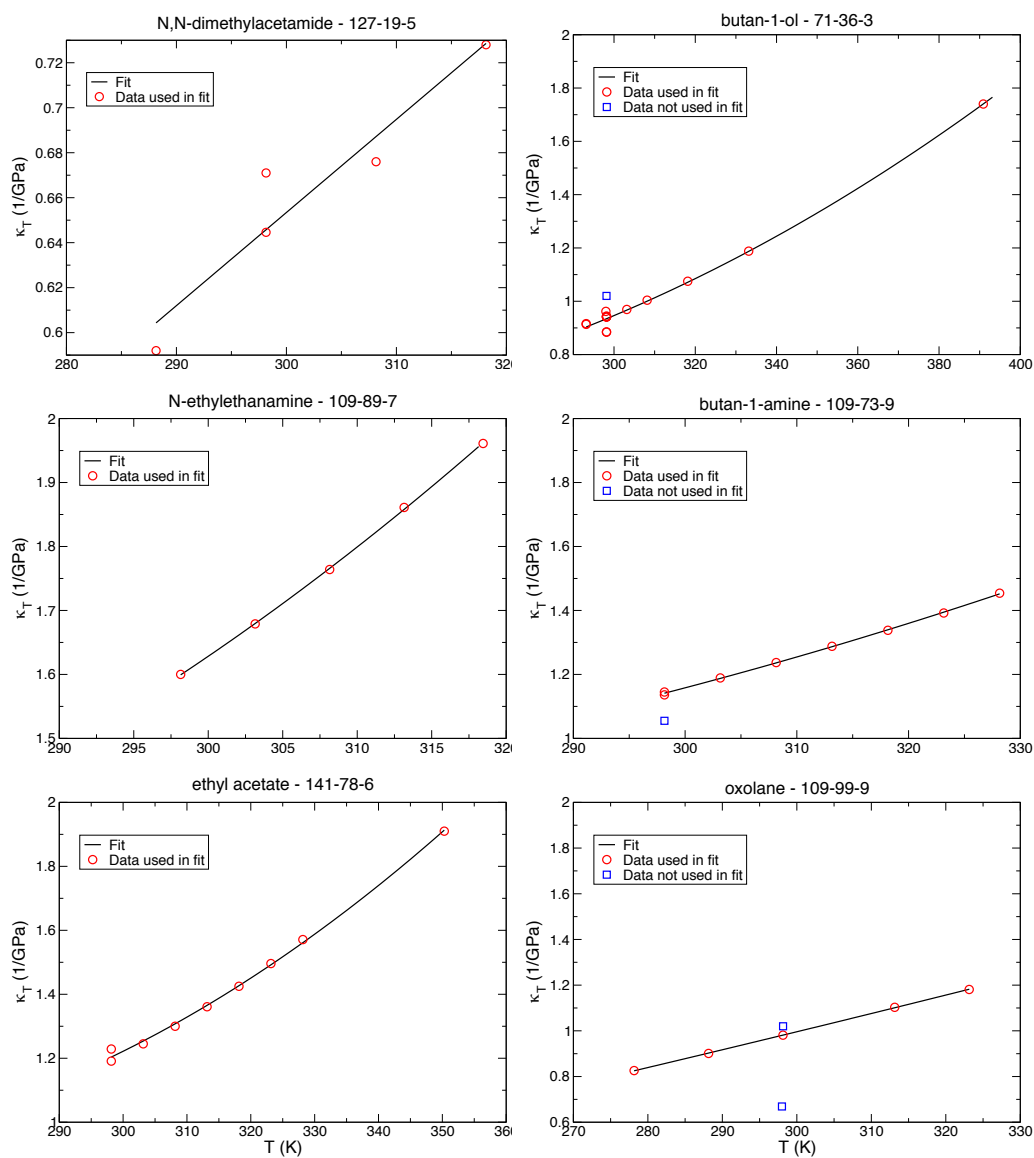 N,N-dimethylacetamide - 127-19-5
0.72
0.7
0.68
0.66
0.64
0.62
0.6
κT (1/GPa)
Fit
Data used in fit
280
290
300
310
320
butan-1-ol - 71-36-3
2
1.8
1.6
1.4
1.2
1
0.8
κT (1/GPa)
Fit
Data used in fit
Data not used in fit
300
320
340
360
380
400
N-ethylethanamine - 109-89-7
2
1.9
1.8
1.7
1.6
1.5
κT (1/GPa)
Fit
Data used in fit
290
295
300
305
310
315
320
butan-1-amine - 109-73-9
2
1.8
1.6
1.4
1.2
1
κT (1/GPa)
Fit
Data used in fit
Data not used in fit
290
300
310
320
330
ethyl acetate - 141-78-6
2
1.8
1.6
1.4
1.2
1
κT (1/GPa)
Fit
Data used in fit
290
300
310
320
330
340
350
360
T (K)
oxolane - 109-99-9
2
1.8
1.6
1.4
1.2
1
0.8
0.6
κT (1/GPa)
Fit
Data used in fit
Data not used in fit
270
280
290
300
310
320
330
T (K)